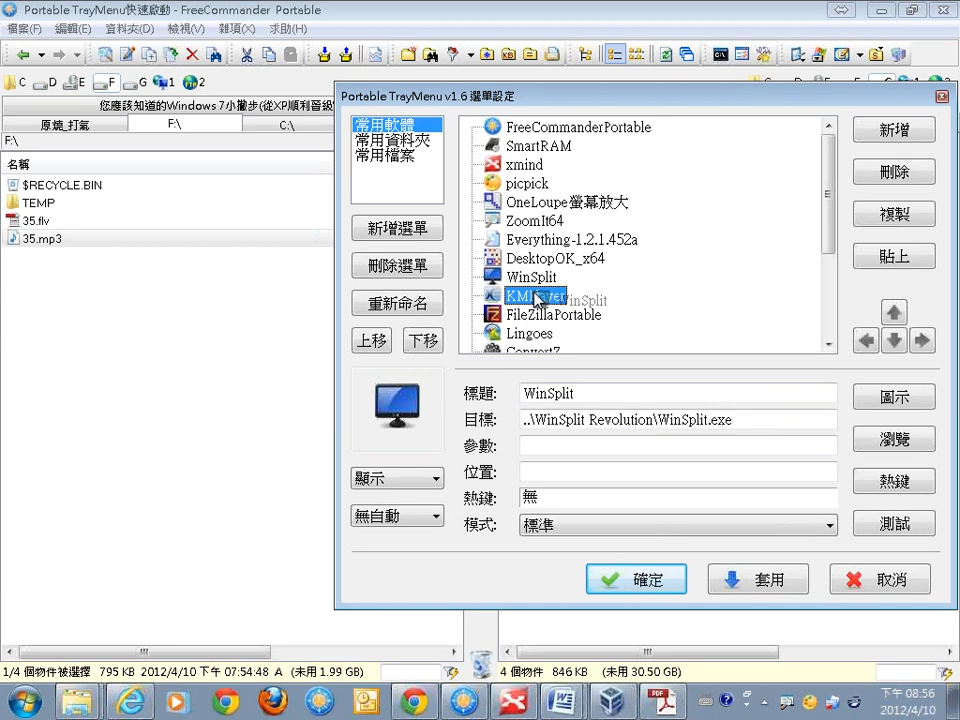 Portable TrayMenu快速啟動 - FreeCommander Portable
檔案(F) 編輯(E) 資料夾(D) 檢視(V) 雜項(X) 求助(H)
C D E F G 1 2
您應該知道的Windows 7小撇步(從XP順利晉級
原燒_打氣 F:\ C:\
F:\
名稱
$RECYCLE.BIN
TEMP
35.flv
35.mp3
Portable TrayMenu v1.6 選單設定
常用軟體
常用資料夾
常用檔案
新增選單
刪除選單
重新命名
上移 下移
顯示
無自動
FreeCommanderPortable
SmartRAM
xmind
picpick
OneLoupe螢幕放大
ZoomIt64
Everything-1.2.1.452a
DesktopOK_x64
WinSplit
WinSplit
FileZillaPortable
Lingoes
ConvertZ
新增
刪除
複製
貼上
標題: WinSplit
目標: ..\WinSplit Revolution\WinSplit.exe
參數:
位置:
熱鍵: 無
模式: 標準
圖示
瀏覽
熱鍵
測試
確定 套用 取消
1/4 個物件被選擇 795 KB 2012/4/10 下午 07:54:48 A (未用 1.99 GB)
4 個物件 846 KB (未用 30.50 GB)
下午 08:56
2012/4/10